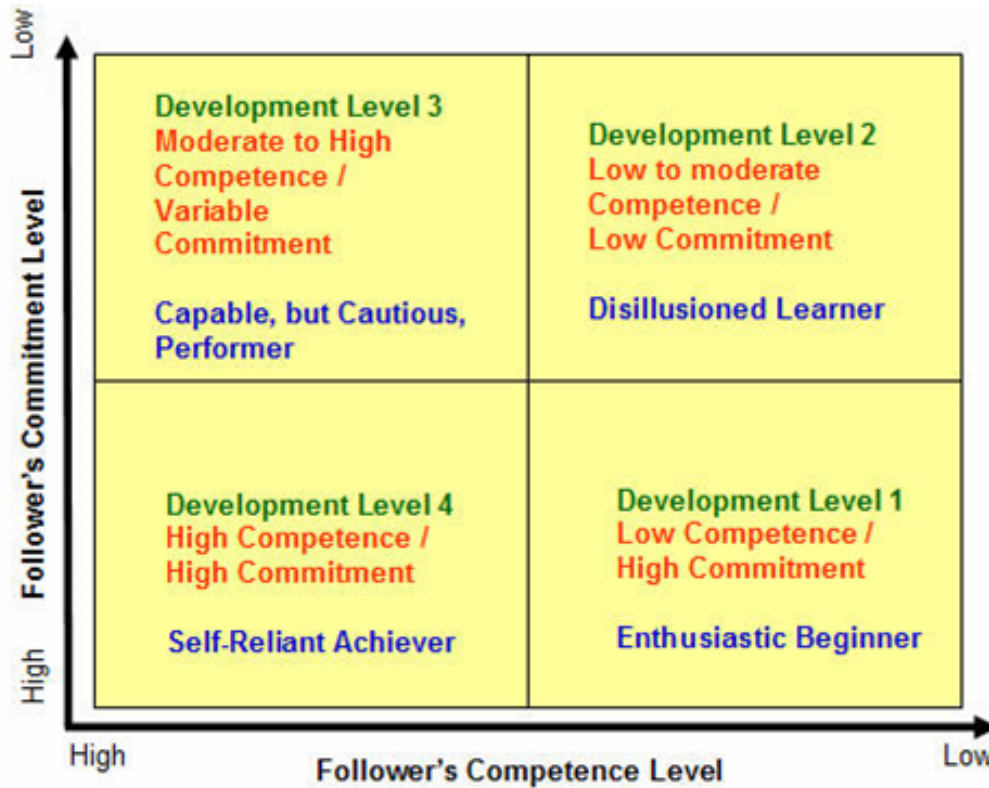 Low
Follower's Commitment Level
High
Development Level 3
Moderate to High
Competence /
Variable
Commitment
Capable, but Cautious,
Performer
Development Level 2
Low to moderate
Competence /
Low Commitment
Disillusioned Learner
Development Level 4
High Competence /
High Commitment
Self-Reliant Achiever
Development Level 1
Low Competence /
High Commitment
Enthusiastic Beginner
High
Follower's Competence Level
Low